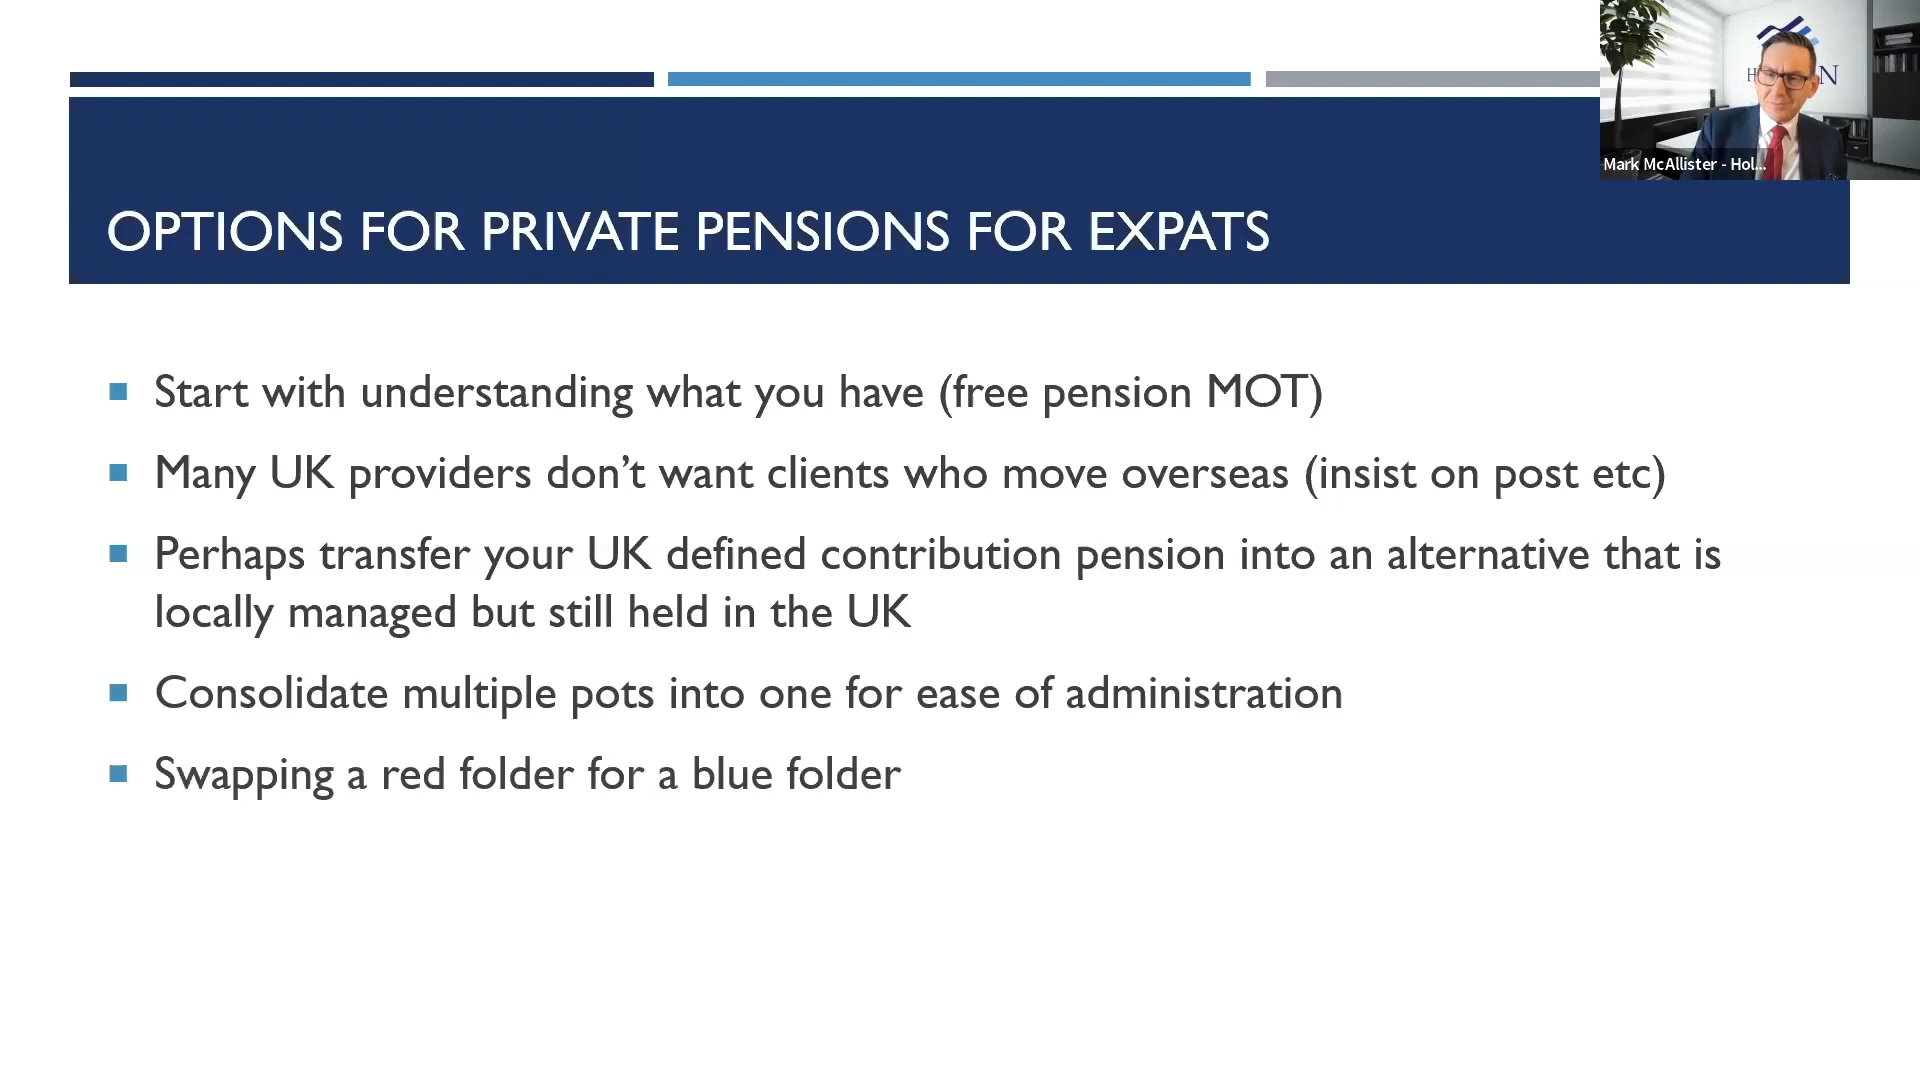 OPTIONS FOR PRIVATE PENSIONS FOR EXPATS
Mark McAllister - Hol...
Start with understanding what you have (free pension MOT)
Many UK providers don’t want clients who move overseas (insist on post etc)
Perhaps transfer your UK defined contribution pension into an alternative that is
locally managed but still held in the UK
Consolidate multiple pots into one for ease of administration
Swapping a red folder for a blue folder